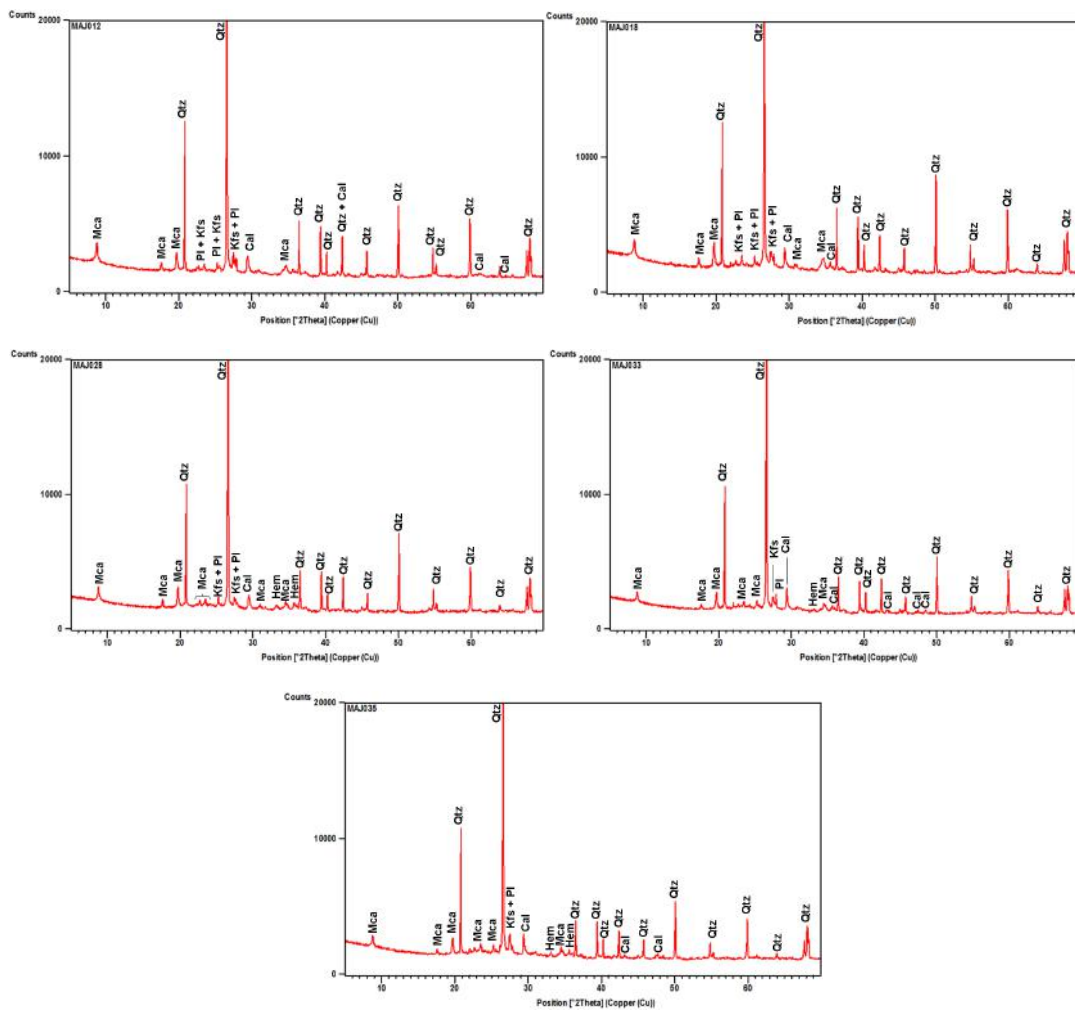 Counts
20000
MAJ012
10000
0
Mca
Mca
Mca
Qtz
Pl + Kfs
Pl + Kfs
Qtz
Kfs + Pl
Cal
Mca
Qtz
Qtz
Qtz
Qtz + Cal
Qtz
Qtz
Qtz
Qtz
Qtz
Cal
Cal
Qtz
10
20
30
40
50
60
Position [°2Theta] (Copper (Cu))
Counts
20000
MAJ018
10000
0
Mca
Mca
Mca
Qtz
Kfs + Pl
Kfs + Pl
Qtz
Kfs + Pl
Cal
Mca
Mca
Cal
Qtz
Qtz
Qtz
Qtz
Qtz
Qtz
Qtz
Qtz
Qtz
Qtz
Qtz
10
20
30
40
50
60
Position [°2Theta] (Copper (Cu))
Counts
20000
MAJ028
10000
0
Mca
Mca
Mca
Qtz
Mca
Kfs + Pl
Qtz
Kfs + Pl
Cal
Mca
Hem
Mca
Hem
Qtz
Qtz
Qtz
Qtz
Qtz
Qtz
Qtz
Qtz
Qtz
Qtz
10
20
30
40
50
60
Position [°2Theta] (Copper (Cu))
20000
MAJ033
10000
0
Mca
Mca
Mca
Qtz
Mca
Mca
Qtz
Kfs
Pl
Cal
Hem
Mca
Cal
Qtz
Qtz
Qtz
Qtz
Cal
Qtz
Cal
Cal
Qtz
Qtz
Qtz
Qtz
Qtz
10
20
30
40
50
60
Position [°2Theta] (Copper (Cu))
Counts
20000
MAJ035
10000
0
Mca
Mca
Mca
Qtz
Mca
Mca
Qtz
Kfs + Pl
Cal
Hem
Mca
Hem
Qtz
Qtz
Qtz
Qtz
Cal
Qtz
Cal
Qtz
Qtz
Qtz
Qtz
Qtz
10
20
30
40
50
60
Position [°2Theta] (Copper (Cu))